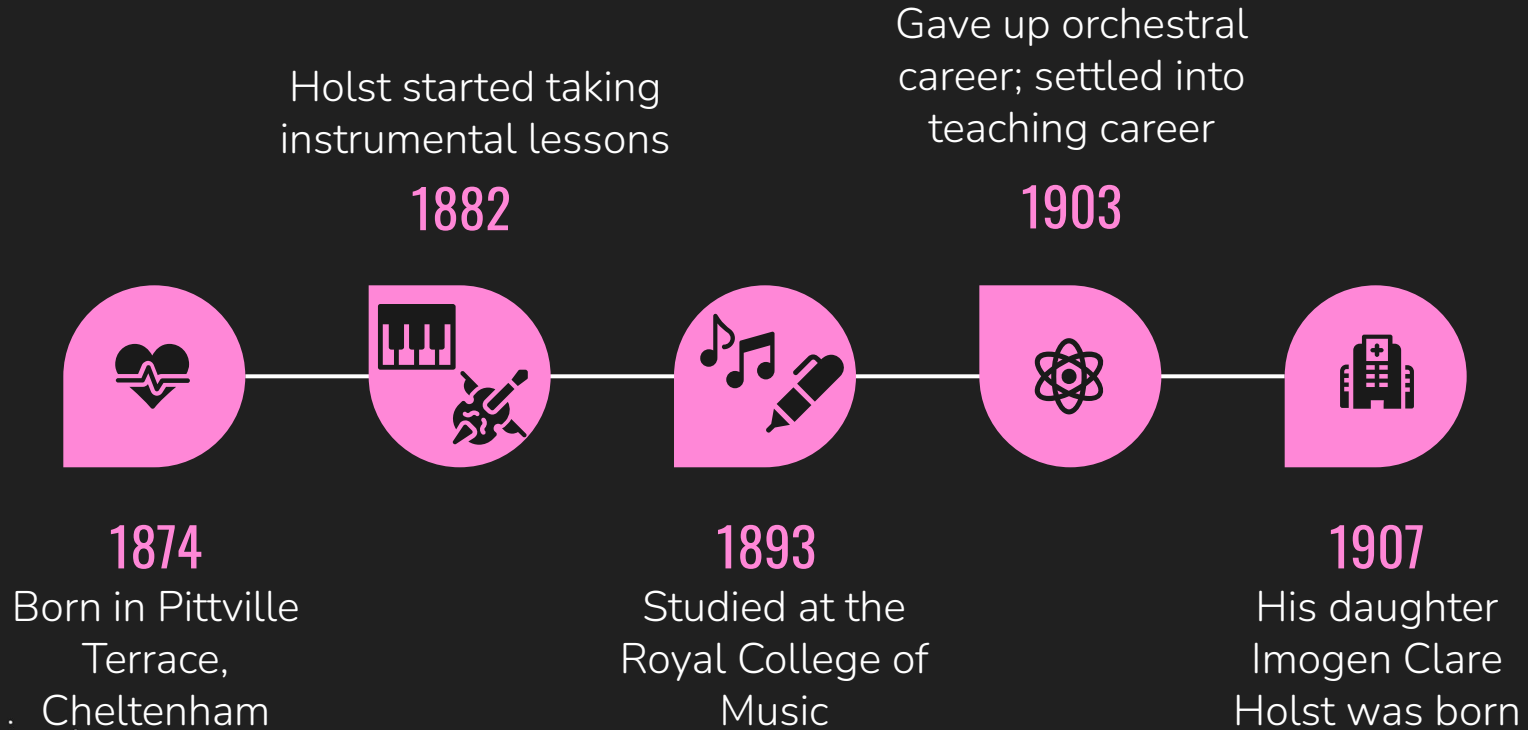 Holst started taking
instrumental lessons
1882
Gave up orchestral
career; settled into
teaching career
1903
1874
Born in Pittville
Terrace,
. Cheltenham
1893
Studied at the
Royal College of
Music
1907
His daughter
Imogen Clare
Holst was born